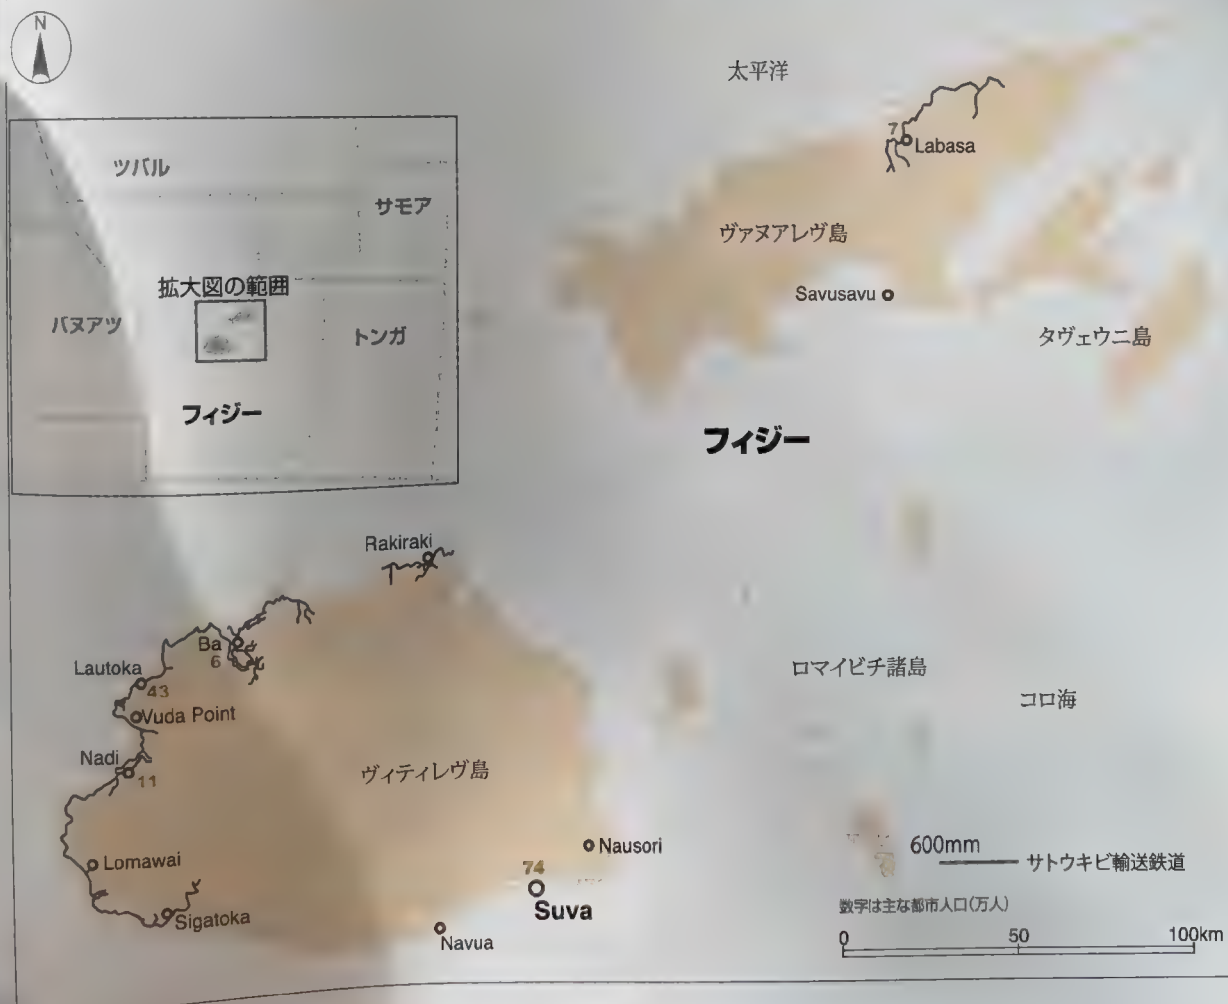 N
太平洋
ツバル
サモア
拡大図の範囲
バヌアツ
トンガ
フィジー
7
Labasa
ヴァヌアレヴ島
Savusavu
タヴェウニ島
フィジー
Rakiraki
Ba
6
Lautoka
43
Vuda Point
Nadi
11
ヴィティレヴ島
ロマイビチ諸島
コロ海
Lomawai
Sigatoka
Nausori
74
Suva
Navua
600mm
サトウキビ輸送鉄道
数字は主な都市人口(万人)
0 50 100km